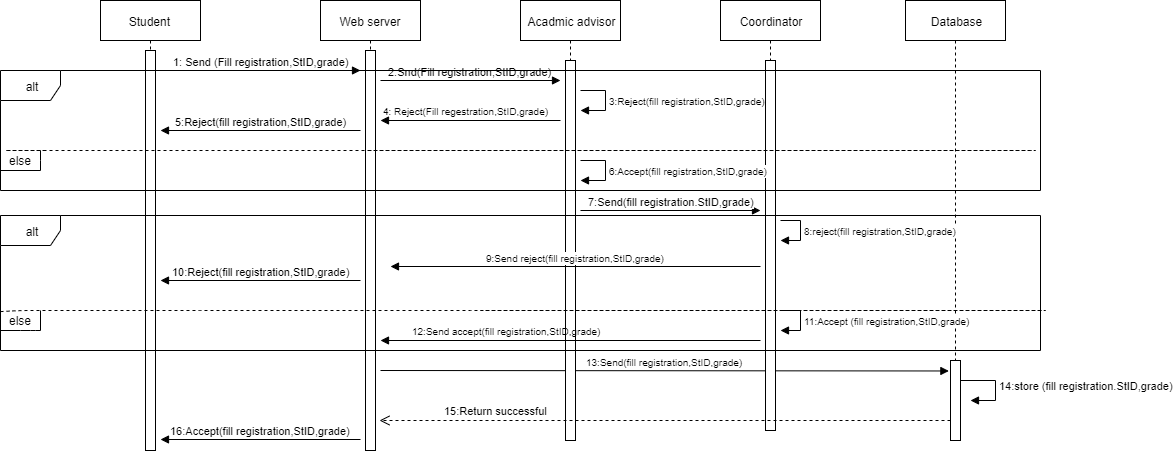 Student
Web server
Acadmic advisor
Coordinator
Database
1: Send (Fill registration,StID,grade)
2:Snd(Fill registration,StID,grade)
alt
3:Reject(fill registration,StID,grade)
4: Reject(Fill regestration,StID,grade)
5:Reject(fill registration,StID,grade)
else
6:Accept(fill registration,StID,grade)
7:Send(fill registration.StID,grade)
alt
8:reject(fill registration,StID,grade)
9:Send reject(fill registration,StID,grade)
10:Reject(fill registration,StID,grade)
else
11:Accept (fill registration,StID,grade)
12:Send accept(fill registration,StID,grade)
13:Send(fill registration,StID,grade)
14:store (fill registration.StID,grade)
15:Return successful
16:Accept(fill registration,StID,grade)